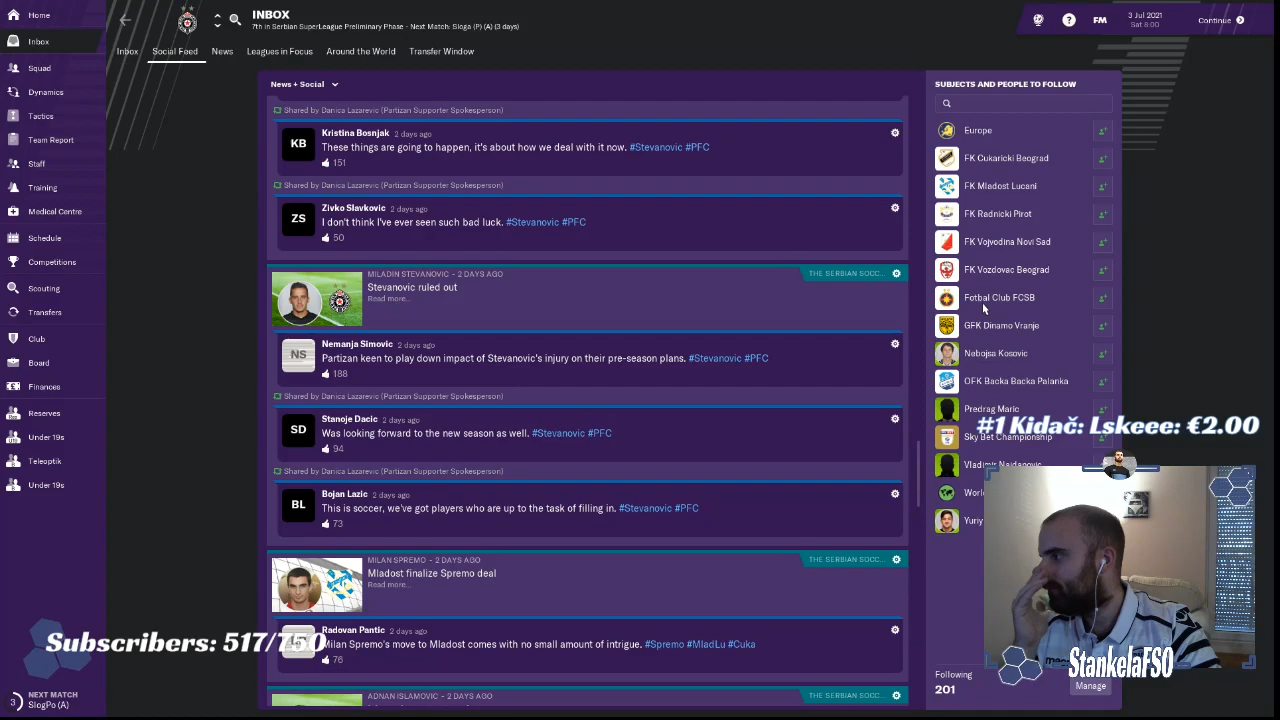 INBOX
7th in Serbian SuperLeague Preliminary Phase - Next Match: Sloga (P) (A) (3 days)
FM
3 Jul 2021
Sat 8:00
Continue
Home
Inbox
Squad
Dynamics
Tactics
Team Report
Staff
Training
Medical Centre
Schedule
Competitions
Scouting
Transfers
Club
Board
Finances
Reserves
Under 19s
Teleoptik
Under 19s
NEXT MATCH
3 SlogPo (A)
Inbox Social Feed News Leagues in Focus Around the World Transfer Window
News + Social
Shared by Danica Lazarevic (Partizan Supporter Spokesperson)
KB
Kristina Bosnjak 2 days ago
These things are going to happen, it's about how we deal with it now. #Stevanovic #PFC
151
Shared by Danica Lazarevic (Partizan Supporter Spokesperson)
ZS
Zivko Slavkovic 2 days ago
I don't think I've ever seen such bad luck. #Stevanovic #PFC
50
MILADIN STEVANOVIC - 2 DAYS AGO
THE SERBIAN SOCC...
Stevanovic ruled out
Read more...
NS
Nemanja Simovic 2 days ago
Partizan keen to play down impact of Stevanovic's injury on their pre-season plans. #Stevanovic #PFC
188
Shared by Danica Lazarevic (Partizan Supporter Spokesperson)
SD
Stanoje Dacic 2 days ago
Was looking forward to the new season as well. #Stevanovic #PFC
94
Shared by Danica Lazarevic (Partizan Supporter Spokesperson)
BL
Bojan Lazic 2 days ago
This is soccer, we've got players who are up to the task of filling in. #Stevanovic #PFC
73
MILAN SPREMO - 2 DAYS AGO
THE SERBIAN SOCC...
Mladost finalize Spremo deal
Read more...
Radovan Pantic 2 days ago
Milan Spremo's move to Mladost comes with no small amount of intrigue. #Spremo #MladLu #Cuka
76
ADNAN ISLAMOVIC - 2 DAYS AGO
THE SERBIAN SOCC...
SUBJECTS AND PEOPLE TO FOLLOW
Europe
FK Cukaricki Beograd
FK Mladost Lucani
FK Radnicki Pirot
FK Vojvodina Novi Sad
FK Vozdovac Beograd
Fotbal Club FCSB
GFK Dinamo Vranje
Nebojsa Kosovic
OFK Backa Backa Palanka
Predrag Maric
Sky Bet Championship
Vladimir Najdanovic
Following
201
Manage
#1 Kidač: Lskeee: €2.00
Subscribers: 517/750
StankelaFSO